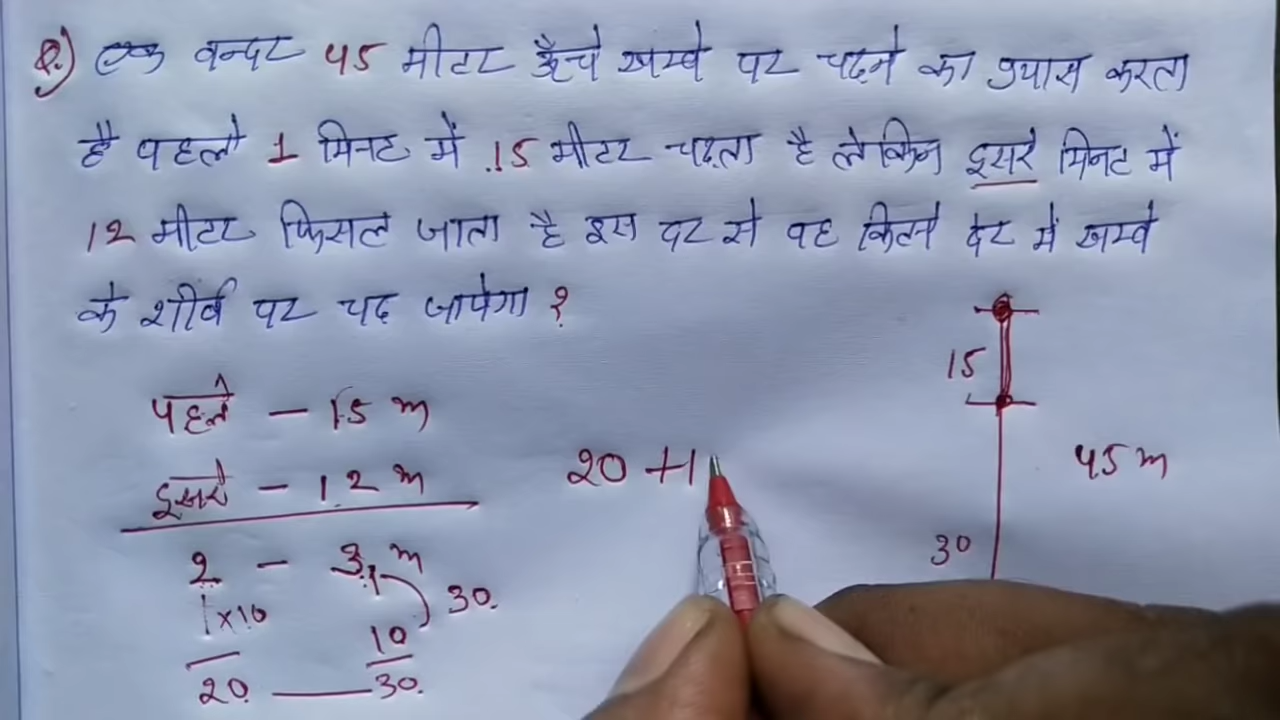 Q.) एक बन्दर 45 मीटर ऊँचे खम्बे पर चढने का प्रयास करता
है पहले 1 मिनट में 15 मीटर चढ़ता है लेकिन दूसरे मिनट में
12 मीटर फिसल जाता है इस दर से वह कितने देर में खम्बे
के शीर्ष पर चढ जायेगा ?
पहले – 15 m
दूसरे – 12 m
2 – 3 m
×10
10
30
20 — 30
20 +1
15
45 m
30